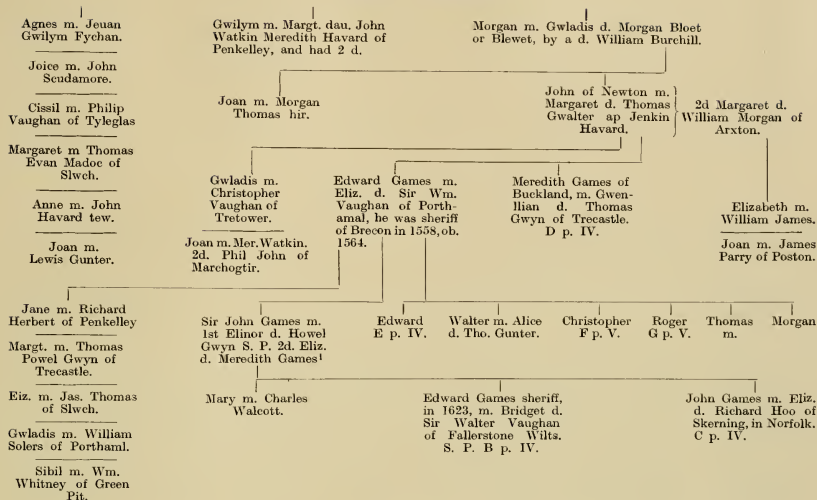 Agnes m. Jeuan
Gwilym Fychan.
Joice m. John
Scudamore.
Cissil m. Philip
Vaughan of Tyleglas
Margaret m Thomas
Evan Madoc of
Slwch.
Anne m. John
Havard tew.
Joan m.
Lewis Gunter.
Gwilym m. Margt. dau. John
Watkin Meredith Havard of
Penkelley, and had 2 d.
Morgan m. Gwladis d. Morgan Bloet
or Blewet, by a d. William Burchill.
Joan m. Morgan
Thomas hir.
John of Newton m.
Margaret d. Thomas
Gwalter ap Jenkin
Havard.
2d Margaret d.
William Morgan of
Arxton.
Gwladis m.
Christopher
Vaughan of
Tretower.
Joan m. Mer. Watkin.
2d. Phil John of
Marchogtir.
Edward Games m.
Eliz. d. Sir Wm.
Vaughan of Porth-
amal, he was sheriff
of Brecon in 1558, ob.
1564.
Meredith Games of
Buckland, m. Gwen-
llian d. Thomas
Gwyn of Trecastle.
D p. IV.
Elizabeth m.
William James.
Joan m. James
Parry of Poston.
Jane m. Richard
Herbert of Penkelley
Margt. m. Thomas
Powel Gwyn of
Trecastle.
Eiz. m. Jas. Thomas
of Slwch.
Gwladis m. William
Solers of Porthaml.
Sibil m. Wm.
Whitney of Green
Pit.
Sir John Games m.
1st Elinor d. Howel
Gwyn S. P. 2d. Eliz.
d. Meredith Games¹
Edward
E p. IV.
Walter m. Alice
d. Tho. Gunter.
Christopher
F p. V.
Roger
G p. V.
Thomas
m.
Morgan
Mary m. Charles
Walcott.
Edward Games sheriff,
in 1623, m. Bridget d.
Sir Walter Vaughan
of Fallerstone Wilts.
S. P. B p. IV.
John Games m. Eliz.
d. Richard Hoo of
Skerning, in Norfolk.
C p. IV.